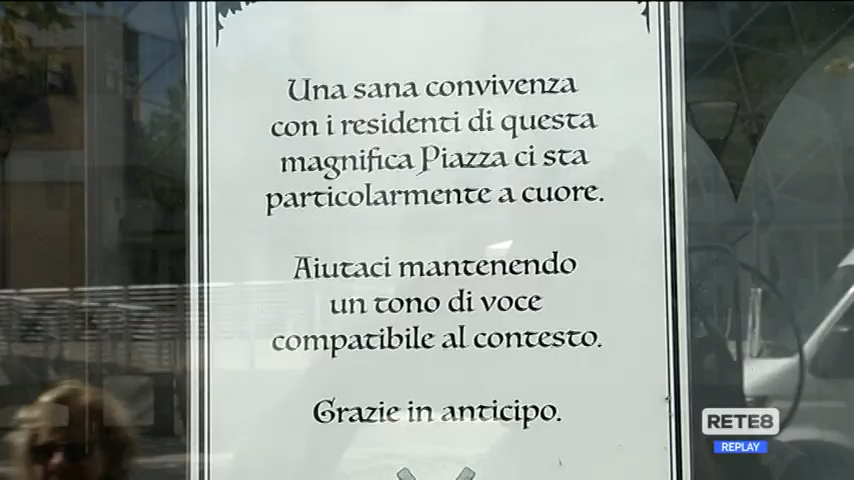 Una sana convivenza
con i residenti di questa
magnifica Piazza ci sta
particolarmente a cuore.
Aiutaci mantenendo
un tono di voce
compatibile al contesto.
Grazie in anticipo.
RETE8
REPLAY